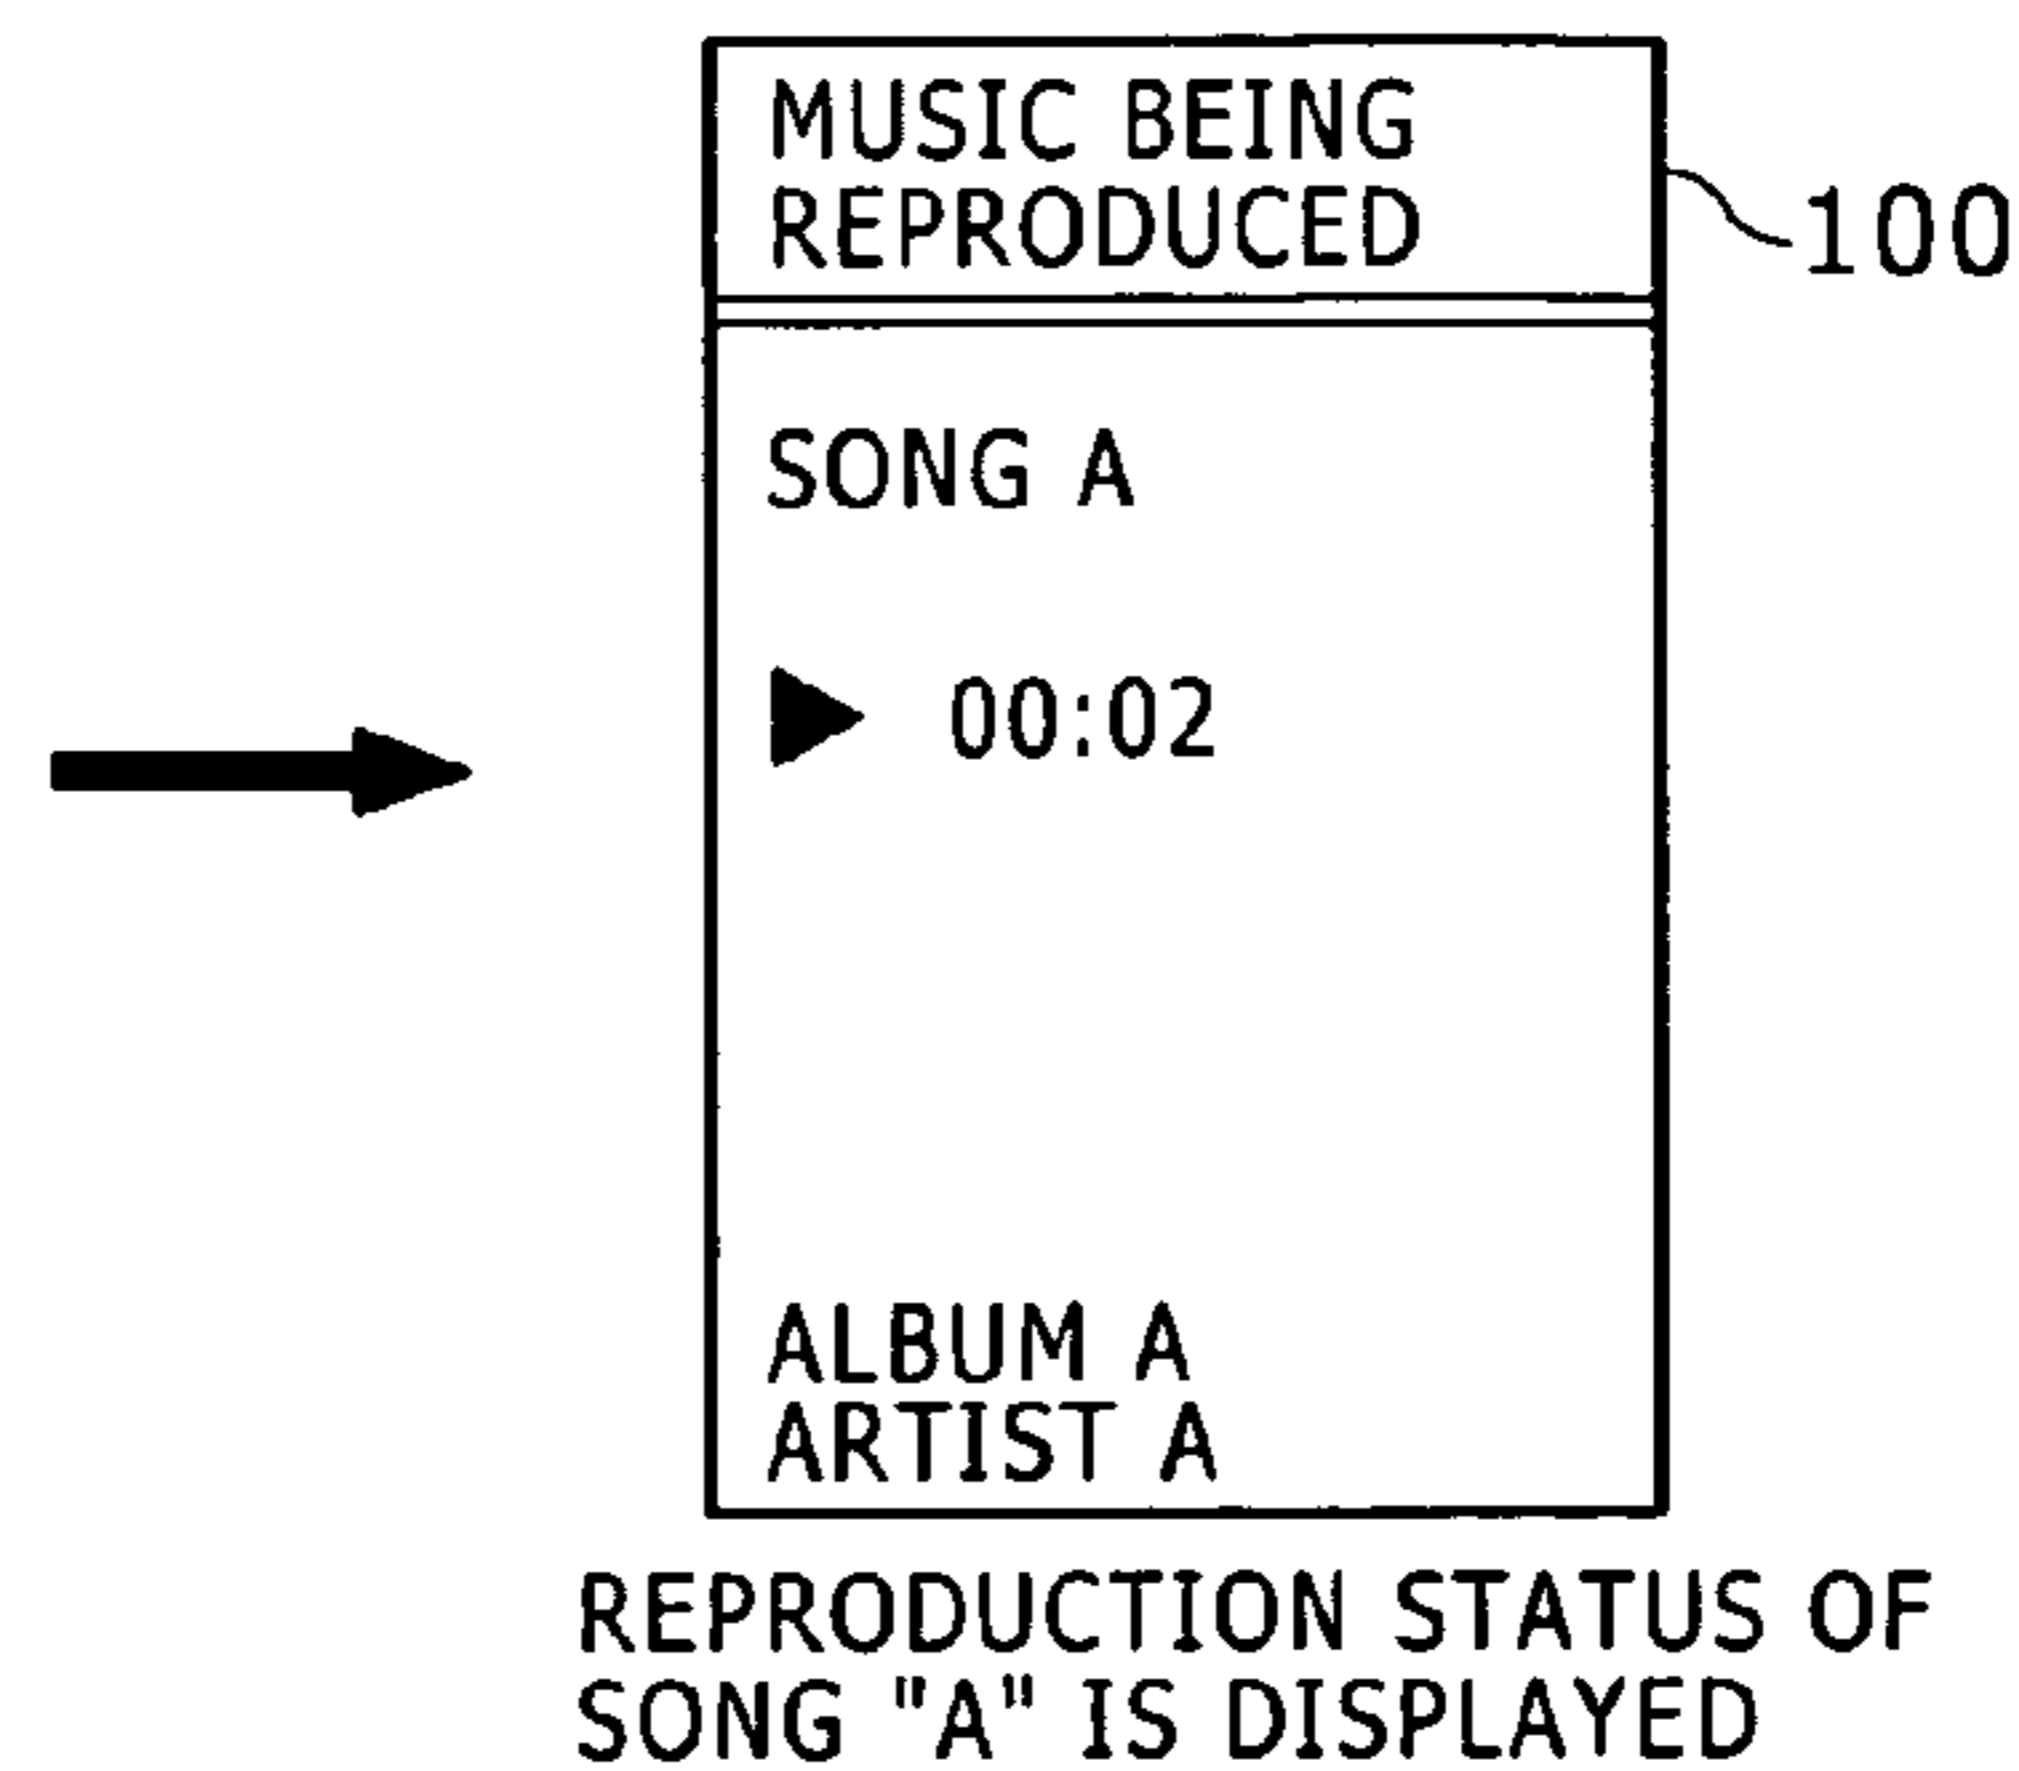 MUSIC BEING
REPRODUCED
100
SONG A
00:02
ALBUM A
ARTIST A
REPRODUCTION STATUS OF
SONG "A" IS DISPLAYED